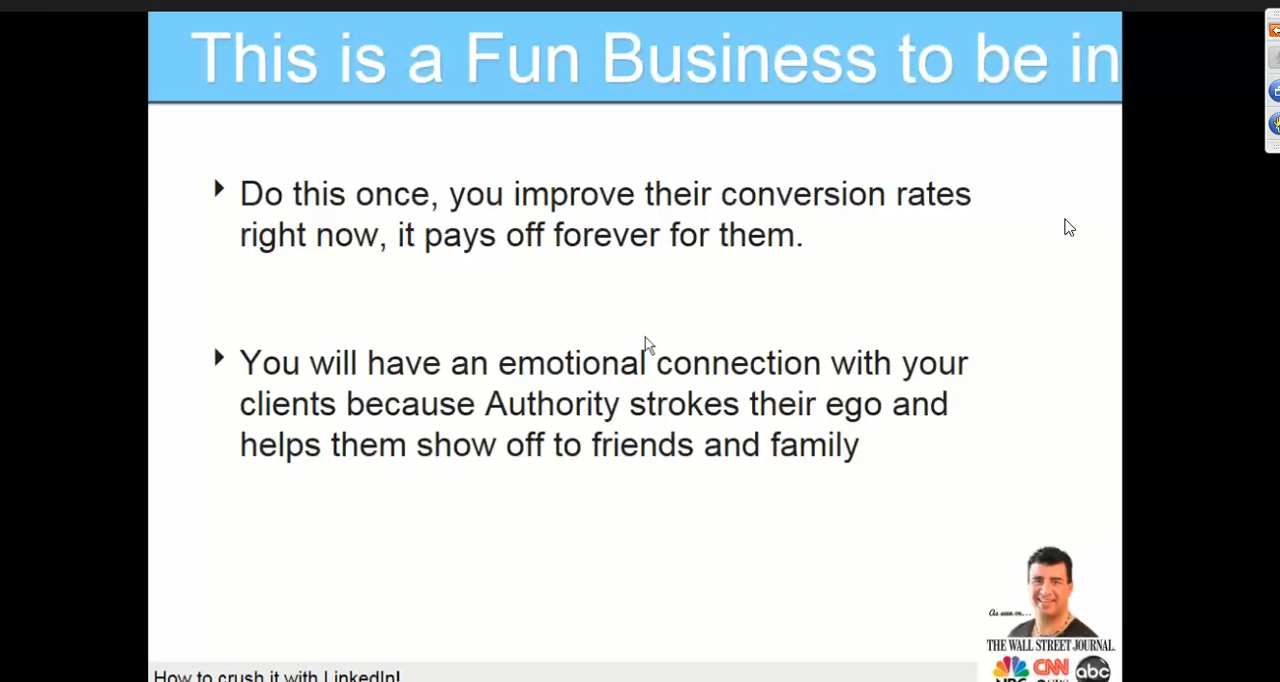 This is a Fun Business to be in
Do this once, you improve their conversion rates
right now, it pays off forever for them.
You will have an emotional connection with your
clients because Authority strokes their ego and
helps them show off to friends and family
As seen on...
THE WALL STREET JOURNAL.
CNN abc
NBC CBS
How to crush it with LinkedIn!